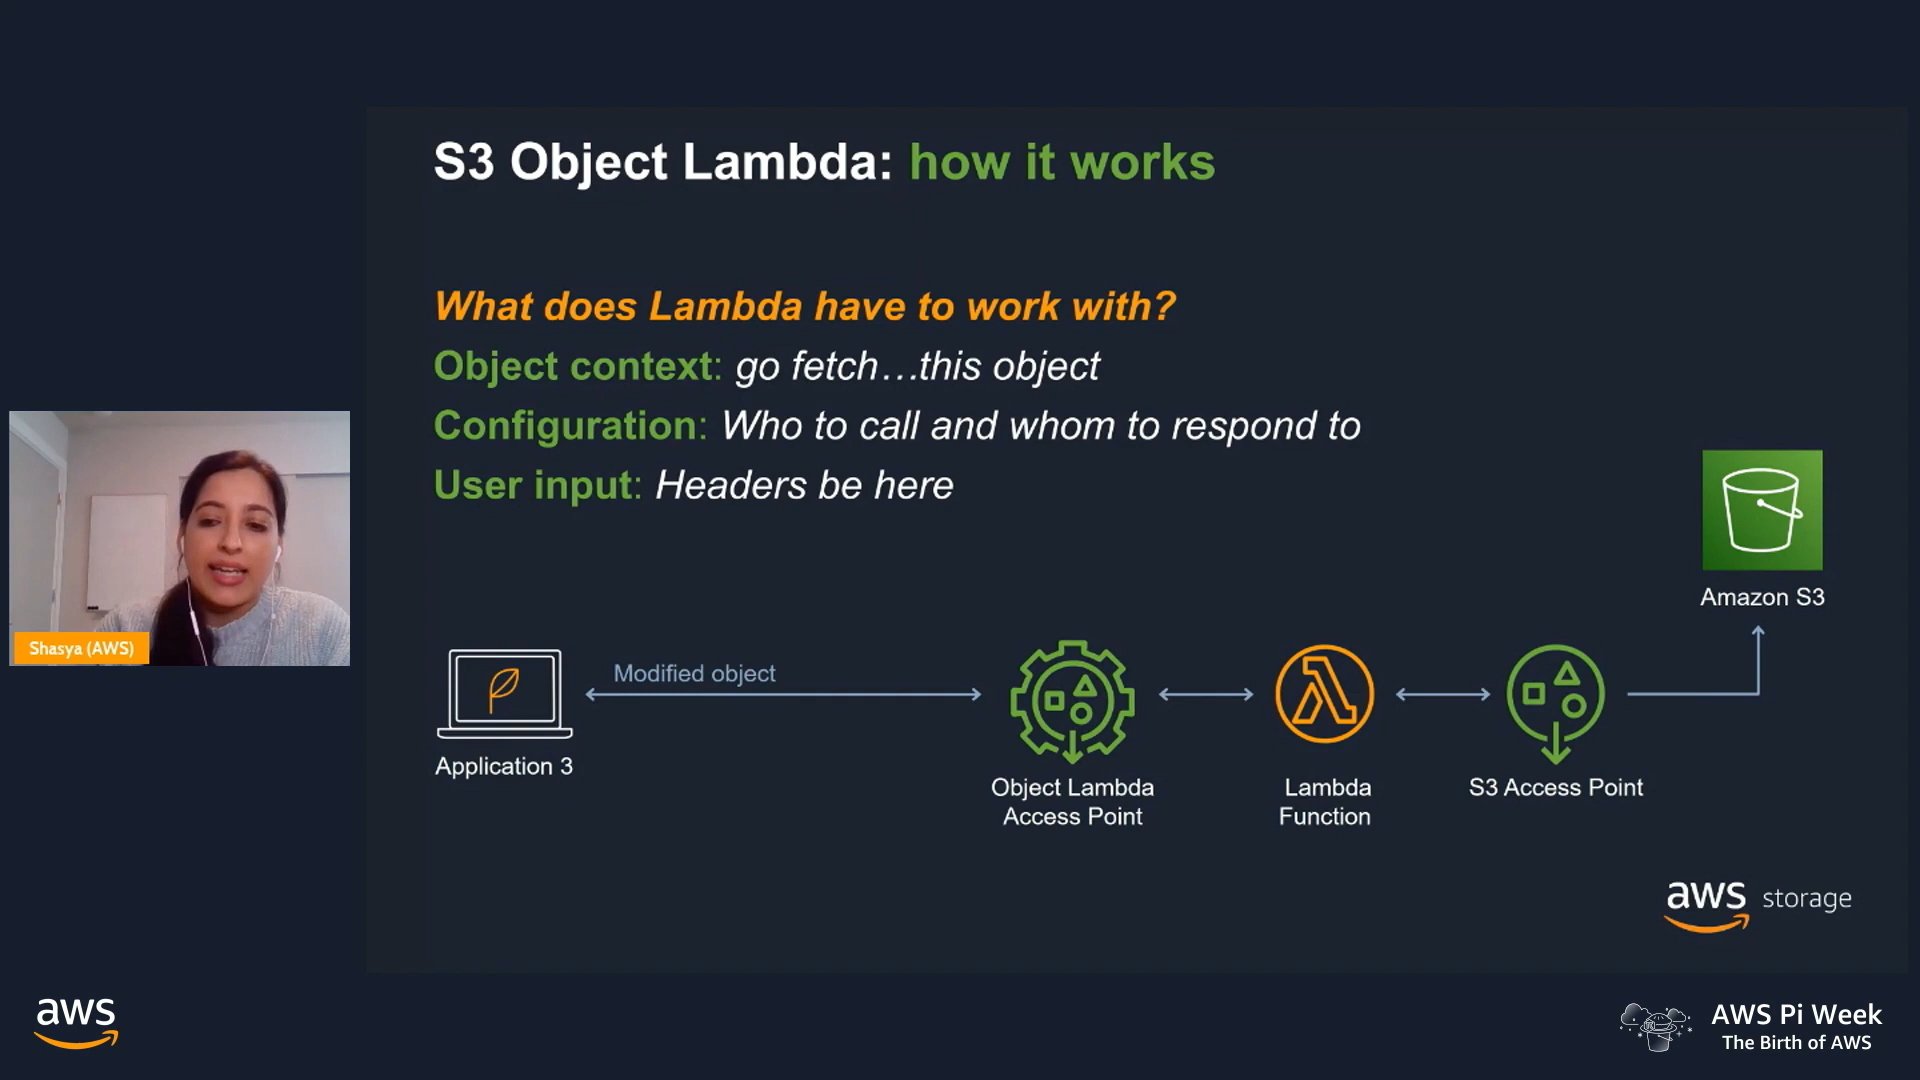 S3 Object Lambda: how it works
What does Lambda have to work with?
Object context: go fetch...this object
Configuration: Who to call and whom to respond to
User input: Headers be here
Amazon S3
Shasya (AWS)
Modified object
Application 3
Object Lambda
Access Point
Lambda
Function
S3 Access Point
aws storage
aws
AWS Pi Week
The Birth of AWS